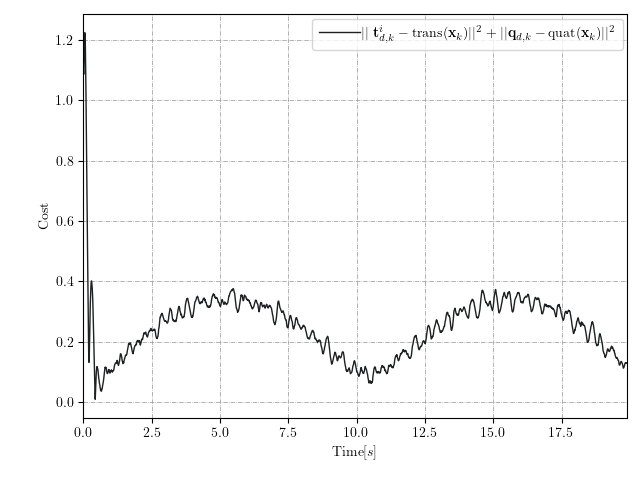 || t^i_{d,k} − trans(x_k)||^2 + ||q_{d,k} − quat(x_k)||^2
1.2
1.0
0.8
0.6
0.4
0.2
0.0
Cost
0.0 2.5 5.0 7.5 10.0 12.5 15.0 17.5
Time[s]